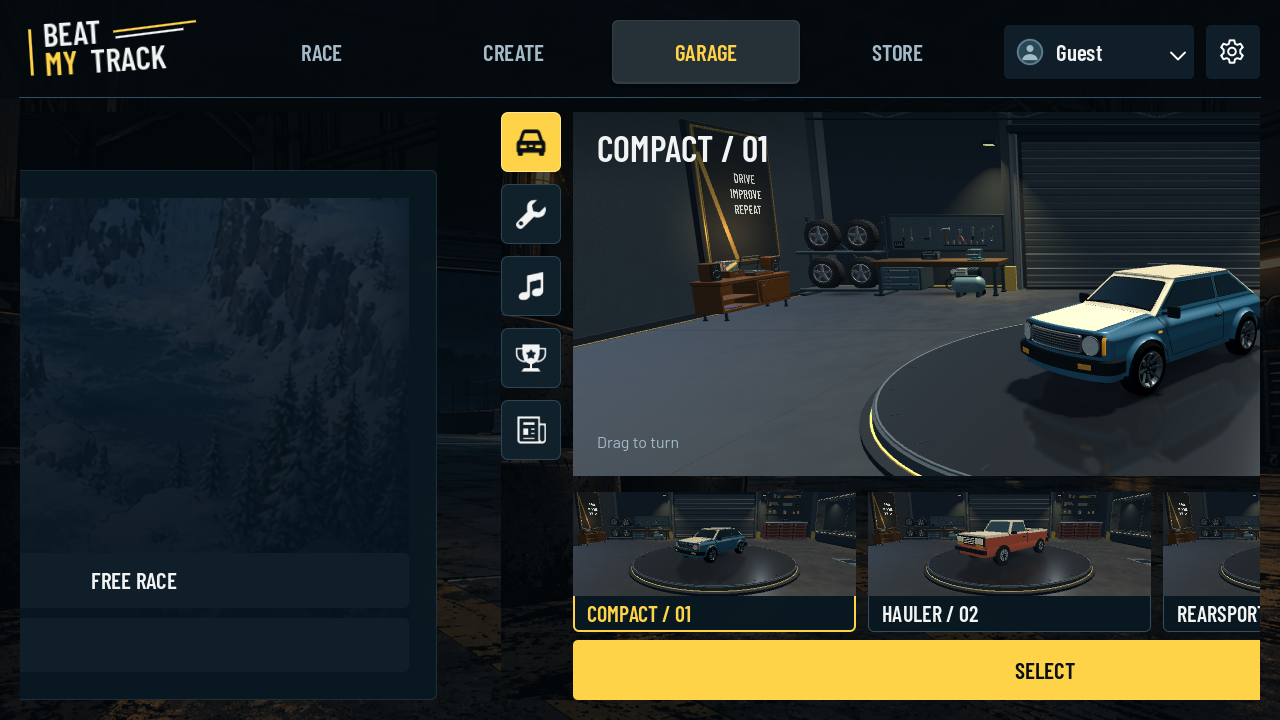 BEAT
MY TRACK
RACE
CREATE
GARAGE
STORE
Guest
COMPACT / 01
DRIVE
IMPROVE
REPEAT
Drag to turn
FREE RACE
COMPACT / 01
HAULER / 02
REARSPORT
SELECT